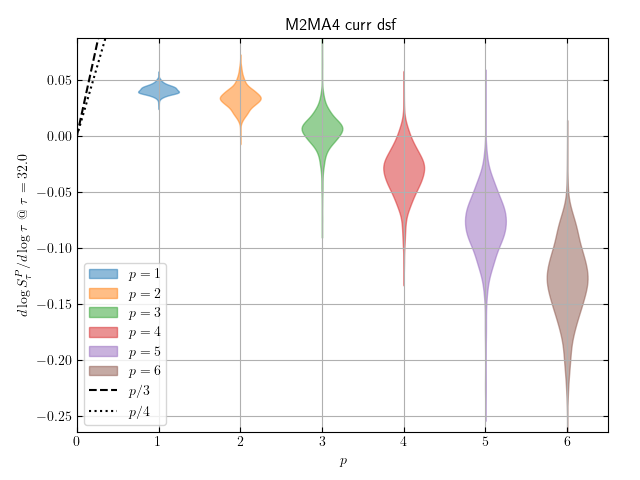 M2MA4 curr dsf
d log S_τ^P / d log τ @ τ = 32.0
0.05
0.00
−0.05
−0.10
−0.15
−0.20
−0.25
p = 1
p = 2
p = 3
p = 4
p = 5
p = 6
p/3
p/4
0 1 2 3 4 5 6
p